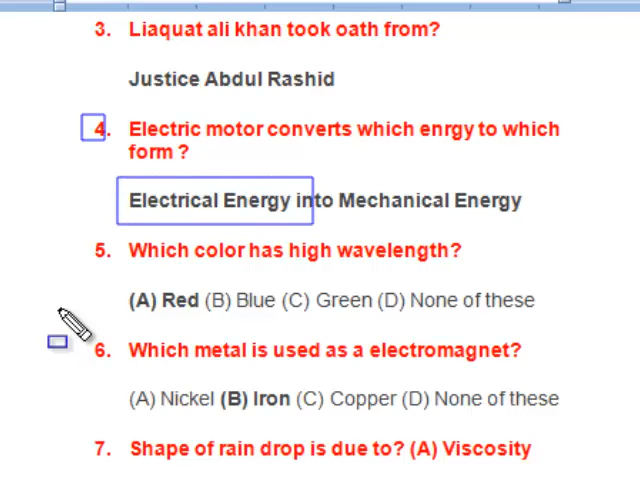 3. Liaquat ali khan took oath from?
Justice Abdul Rashid
4. Electric motor converts which enrgy to which
form ?
Electrical Energy into Mechanical Energy
5. Which color has high wavelength?
(A) Red (B) Blue (C) Green (D) None of these
6. Which metal is used as a electromagnet?
(A) Nickel (B) Iron (C) Copper (D) None of these
7. Shape of rain drop is due to? (A) Viscosity